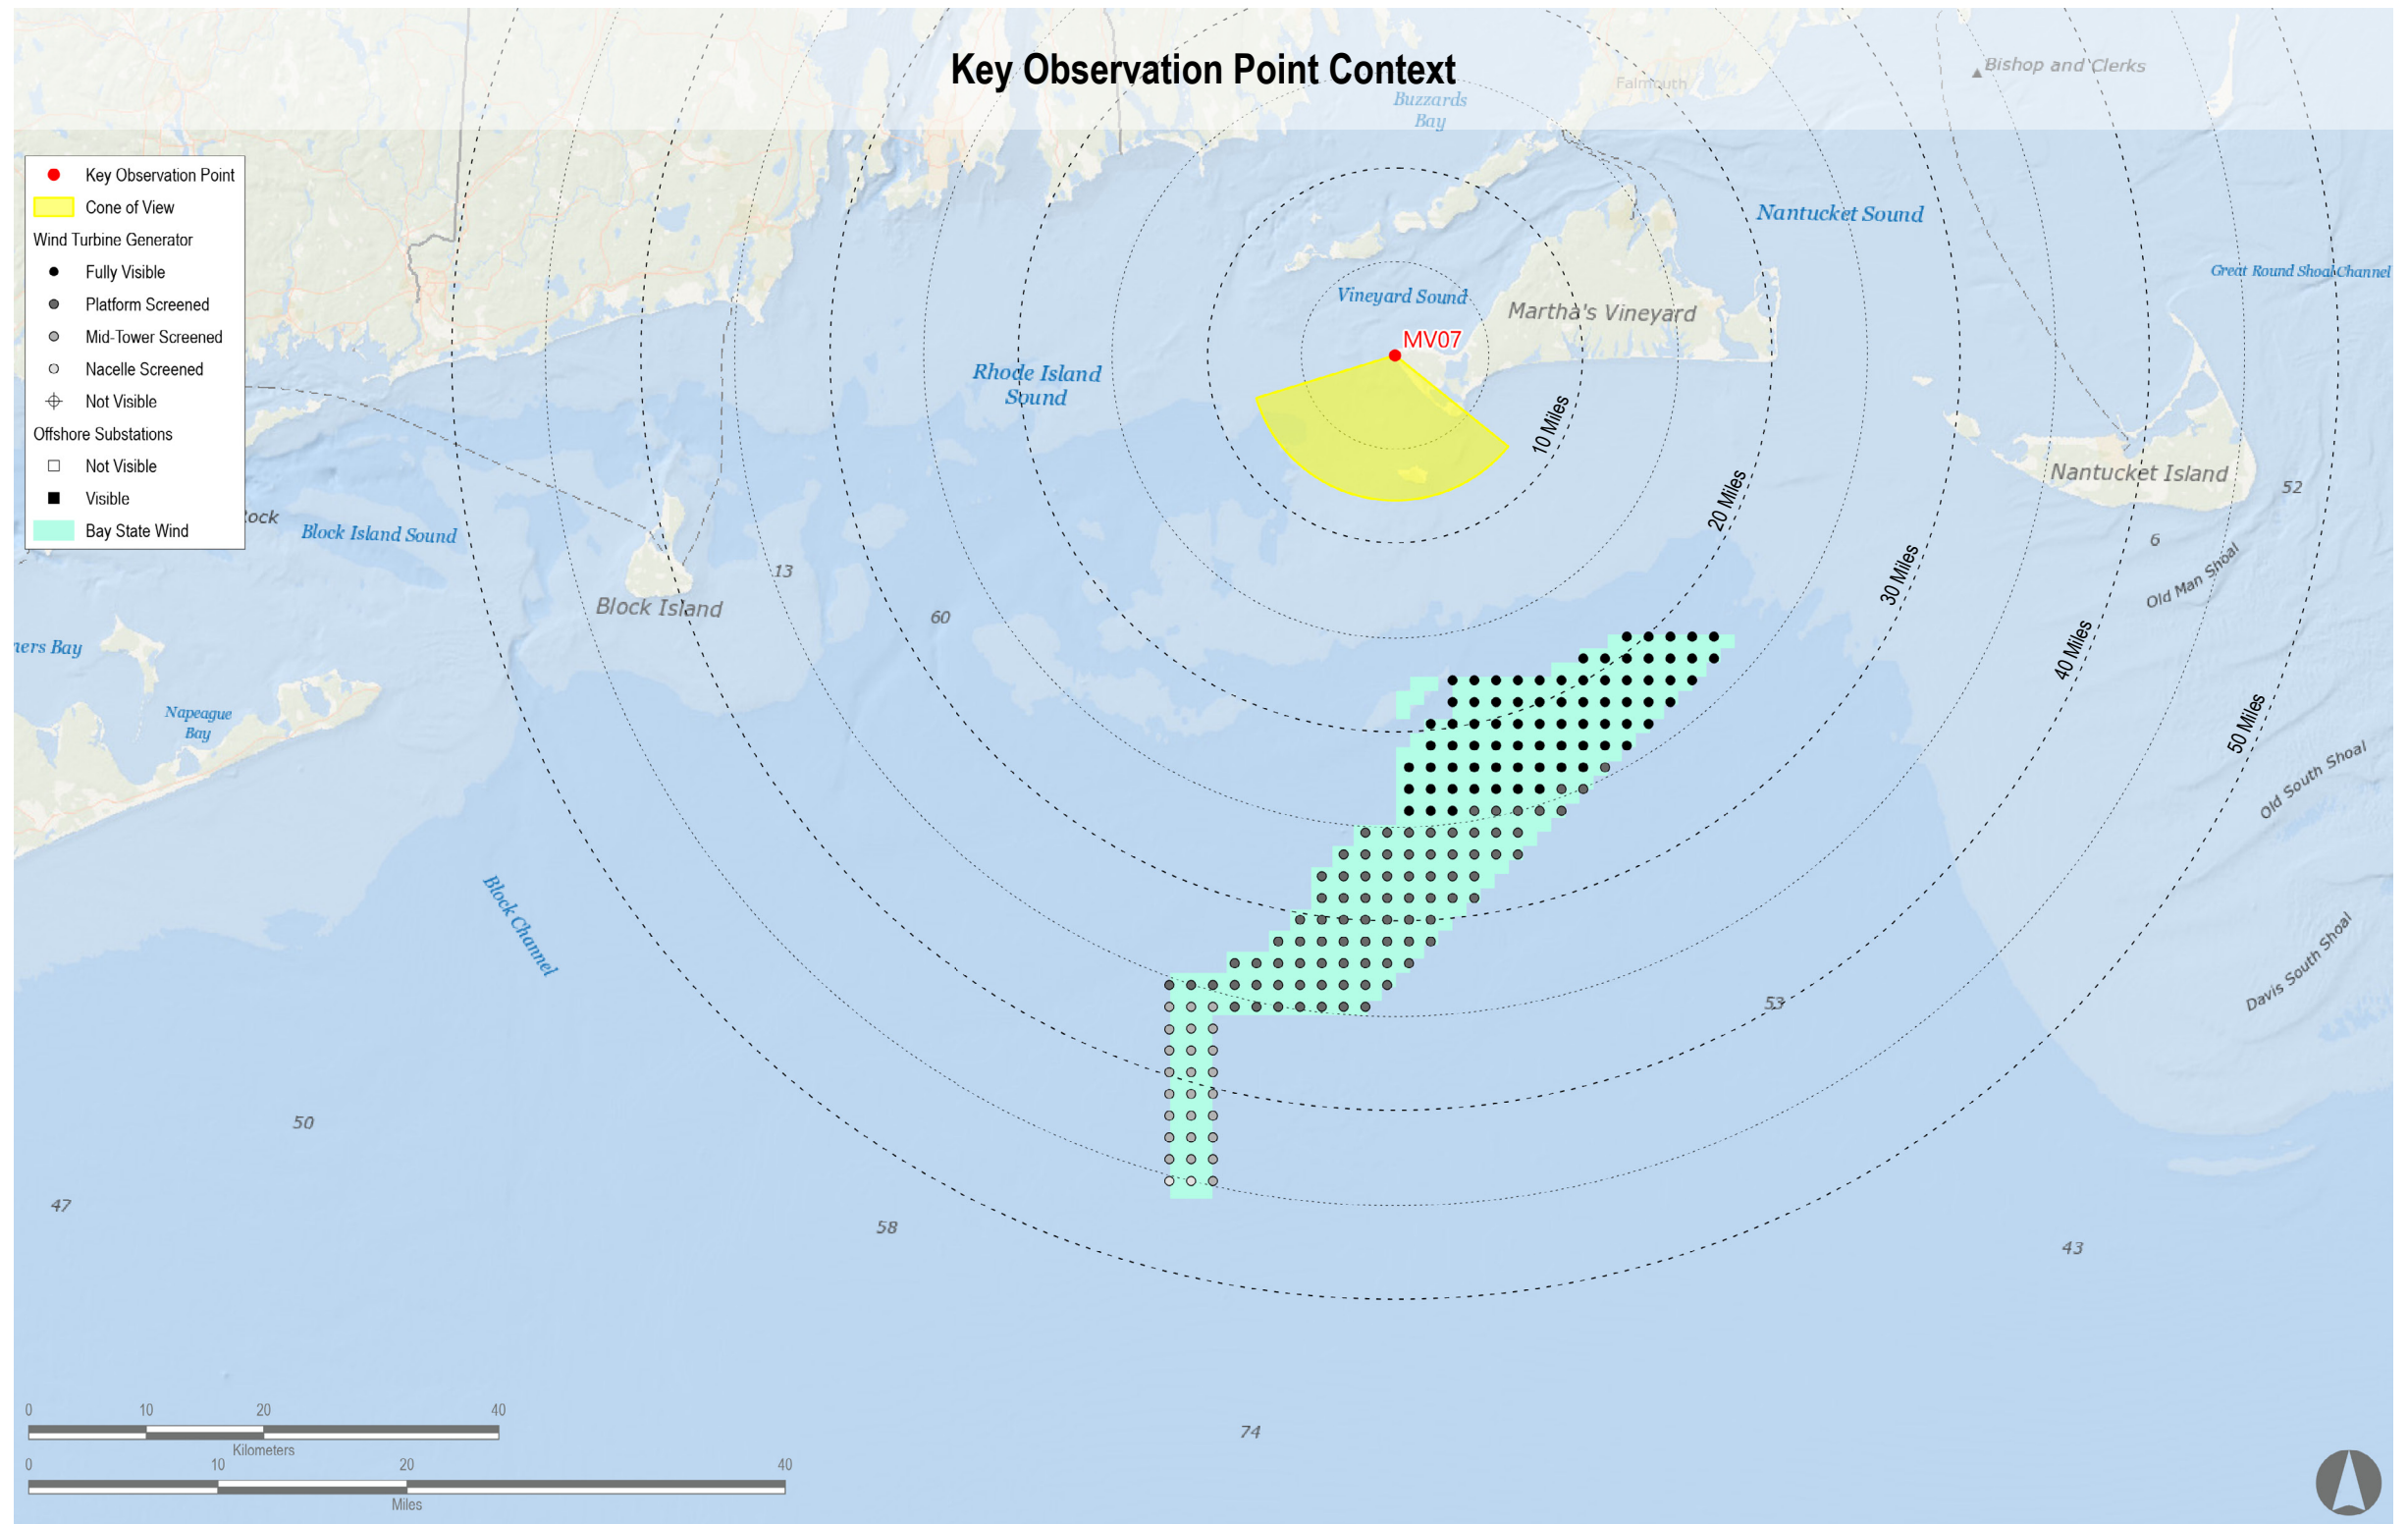 Key Observation Point Context
Bishop and Clerks
Falmouth
Buzzards
Bay
Key Observation Point
Cone of View
Wind Turbine Generator
Fully Visible
Platform Screened
Mid-Tower Screened
Nacelle Screened
Not Visible
Offshore Substations
Not Visible
Visible
Bay State Wind
Nantucket Sound
Great Round Shoal Channel
Vineyard Sound
Martha's Vineyard
MV07
Rhode Island
Sound
10 Miles
20 Miles
30 Miles
40 Miles
50 Miles
Nantucket Island
52
6
Old Man Shoal
ock
Block Island Sound
13
Block Island
60
ners Bay
Napeague
Bay
Old South Shoal
Block Channel
Davis South Shoal
53
50
47
58
43
74
0 10 20 40
Kilometers
0 10 20 40
Miles